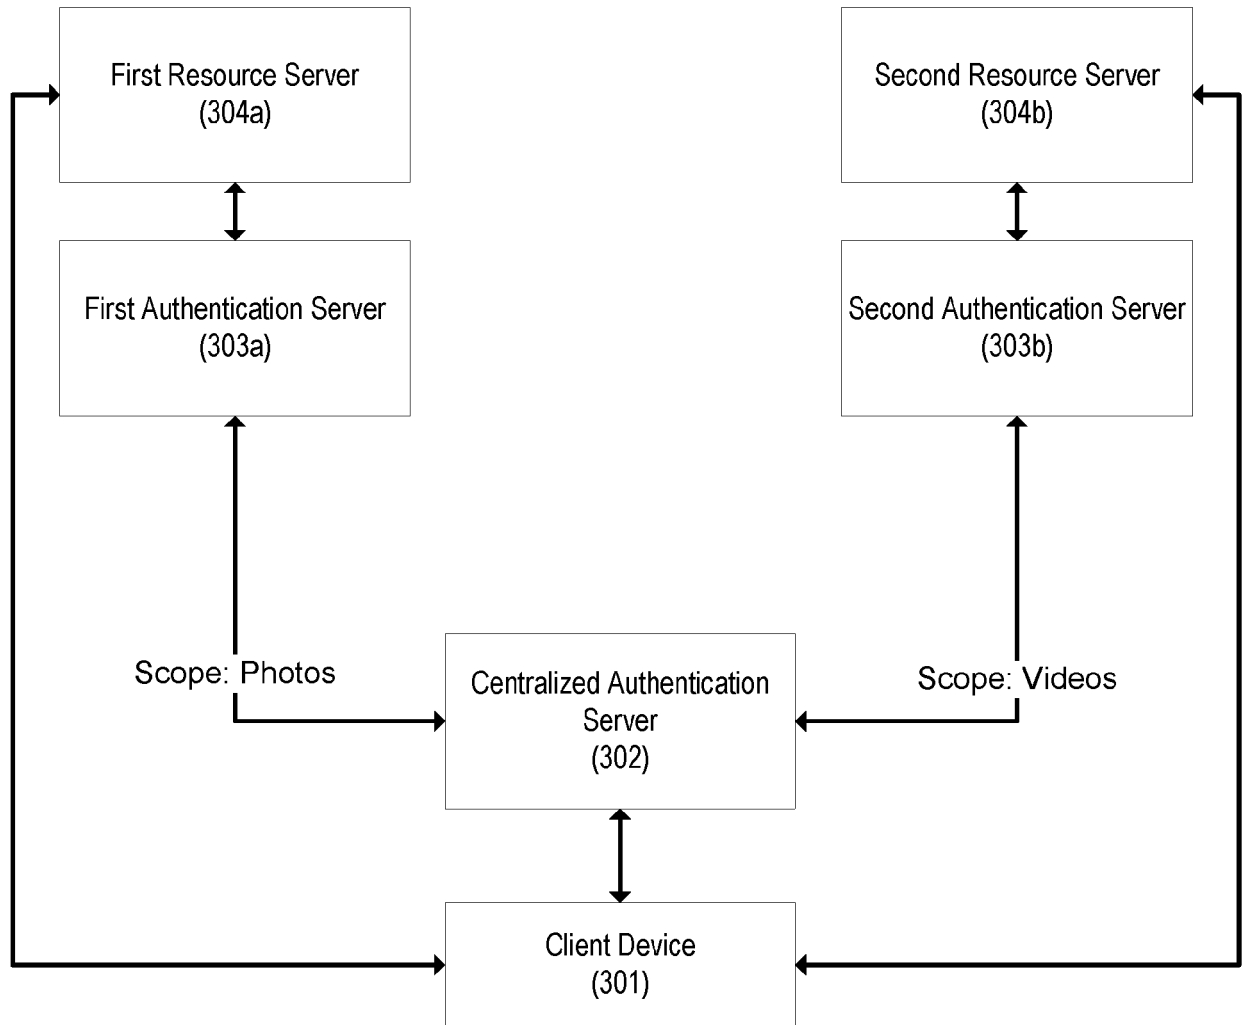 First Resource Server
(304a)
Second Resource Server
(304b)
First Authentication Server
(303a)
Second Authentication Server
(303b)
Scope: Photos
Centralized Authentication
Server
(302)
Scope: Videos
Client Device
(301)